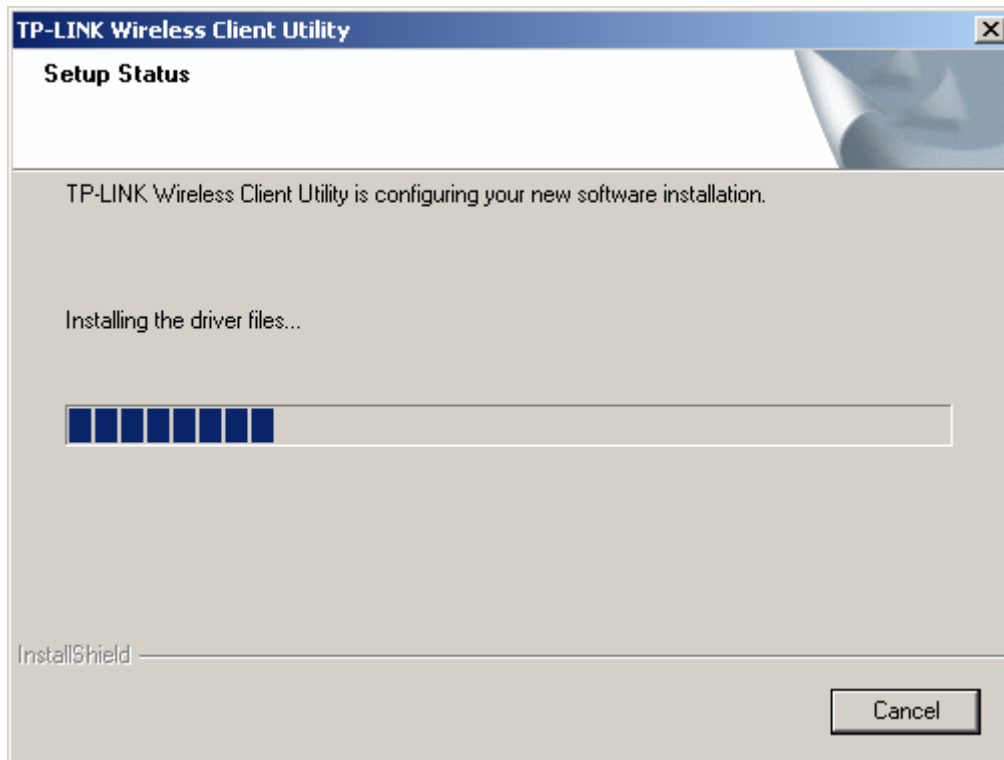 TP-LINK Wireless Client Utility
Setup Status
TP-LINK Wireless Client Utility is configuring your new software installation.
Installing the driver files...
InstallShield
Cancel